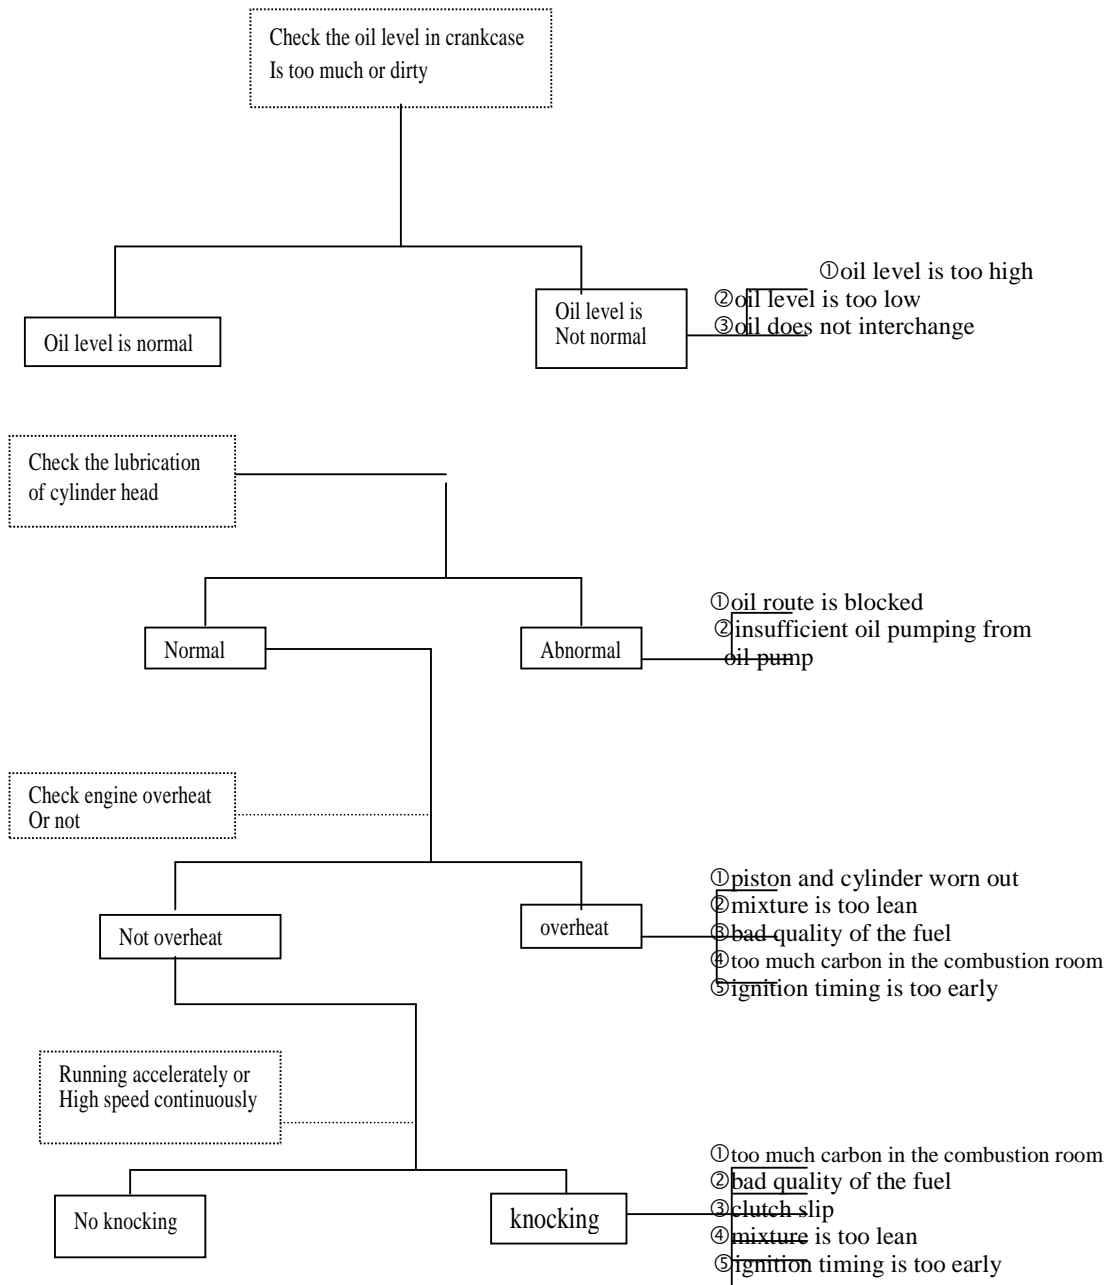 Check the oil level in crankcase
Is too much or dirty
①oil level is too high
②oil level is too low
③oil does not interchange
Oil level is
Not normal
Oil level is normal
Check the lubrication
of cylinder head
①oil route is blocked
②insufficient oil pumping from
oil pump
Normal
Abnormal
Check engine overheat
Or not
①piston and cylinder worn out
②mixture is too lean
③bad quality of the fuel
④too much carbon in the combustion room
⑤ignition timing is too early
Not overheat
overheat
Running accelerately or
High speed continuously
①too much carbon in the combustion room
②bad quality of the fuel
③clutch slip
④mixture is too lean
⑤ignition timing is too early
No knocking
knocking